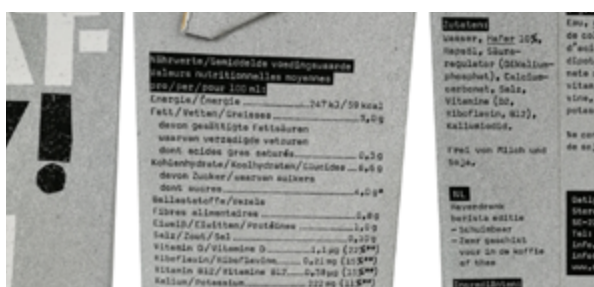 !
Nährwerte/Gemiddelde voedingswaarde
Valeurs nutritionnelles moyennes
pro/per/pour 100 ml:
Energie/Énergie 247 kJ/59 kcal
Fett/Vetten/Graisses 3,0g
davon gesättigte Fettsäuren
waarvan verzadigde vetzuren
dont acides gras saturés 0,3g
Kohlenhydrate/Koolhydraten/Glucides 6,6g
davon Zucker/waarvan suikers
dont sucres 4,0g*
Ballaststoffe/Vezels
Fibres alimentaires 0,8g
Eiweiß/Eiwitten/Protéines 1,0g
Salz/Zout/Sel 0,10g
Vitamin D/Vitamine D 1,1µg (22%**)
Riboflavin/Riboflavine 0,21mg (15%**)
Vitamin B12/Vitamine B12 0,38µg (15%**)
Kalium/Potassium 222mg (11%**)
Zutaten:
Wasser, Hafer 10%,
Rapsöl, Säure-
regulator (Dikalium-
phosphat), Calcium-
carbonat, Salz,
Vitamine (D2,
Riboflavin, B12),
Kaliumiodid.
Frei von Milch und
Soja.
NL
Haverdrank
barista editie
- Schuimbaar
- Zeer geschikt
voor in de koffie
of thee
Ingrediënten: